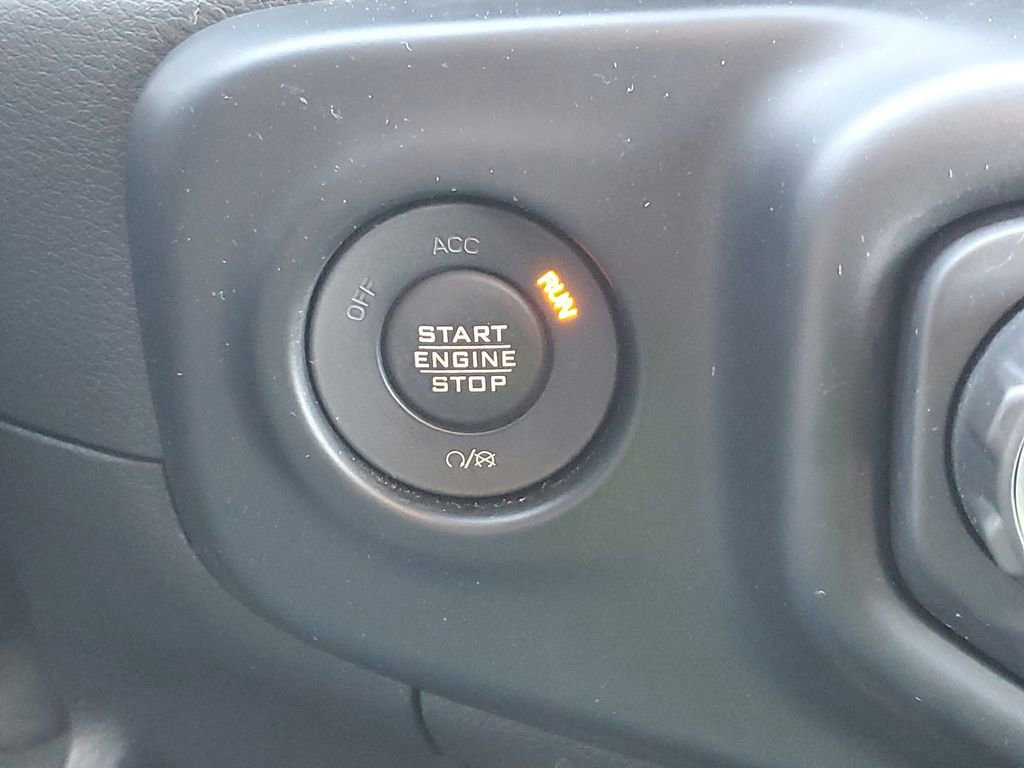 OFF
ACC
RUN
START
ENGINE
STOP